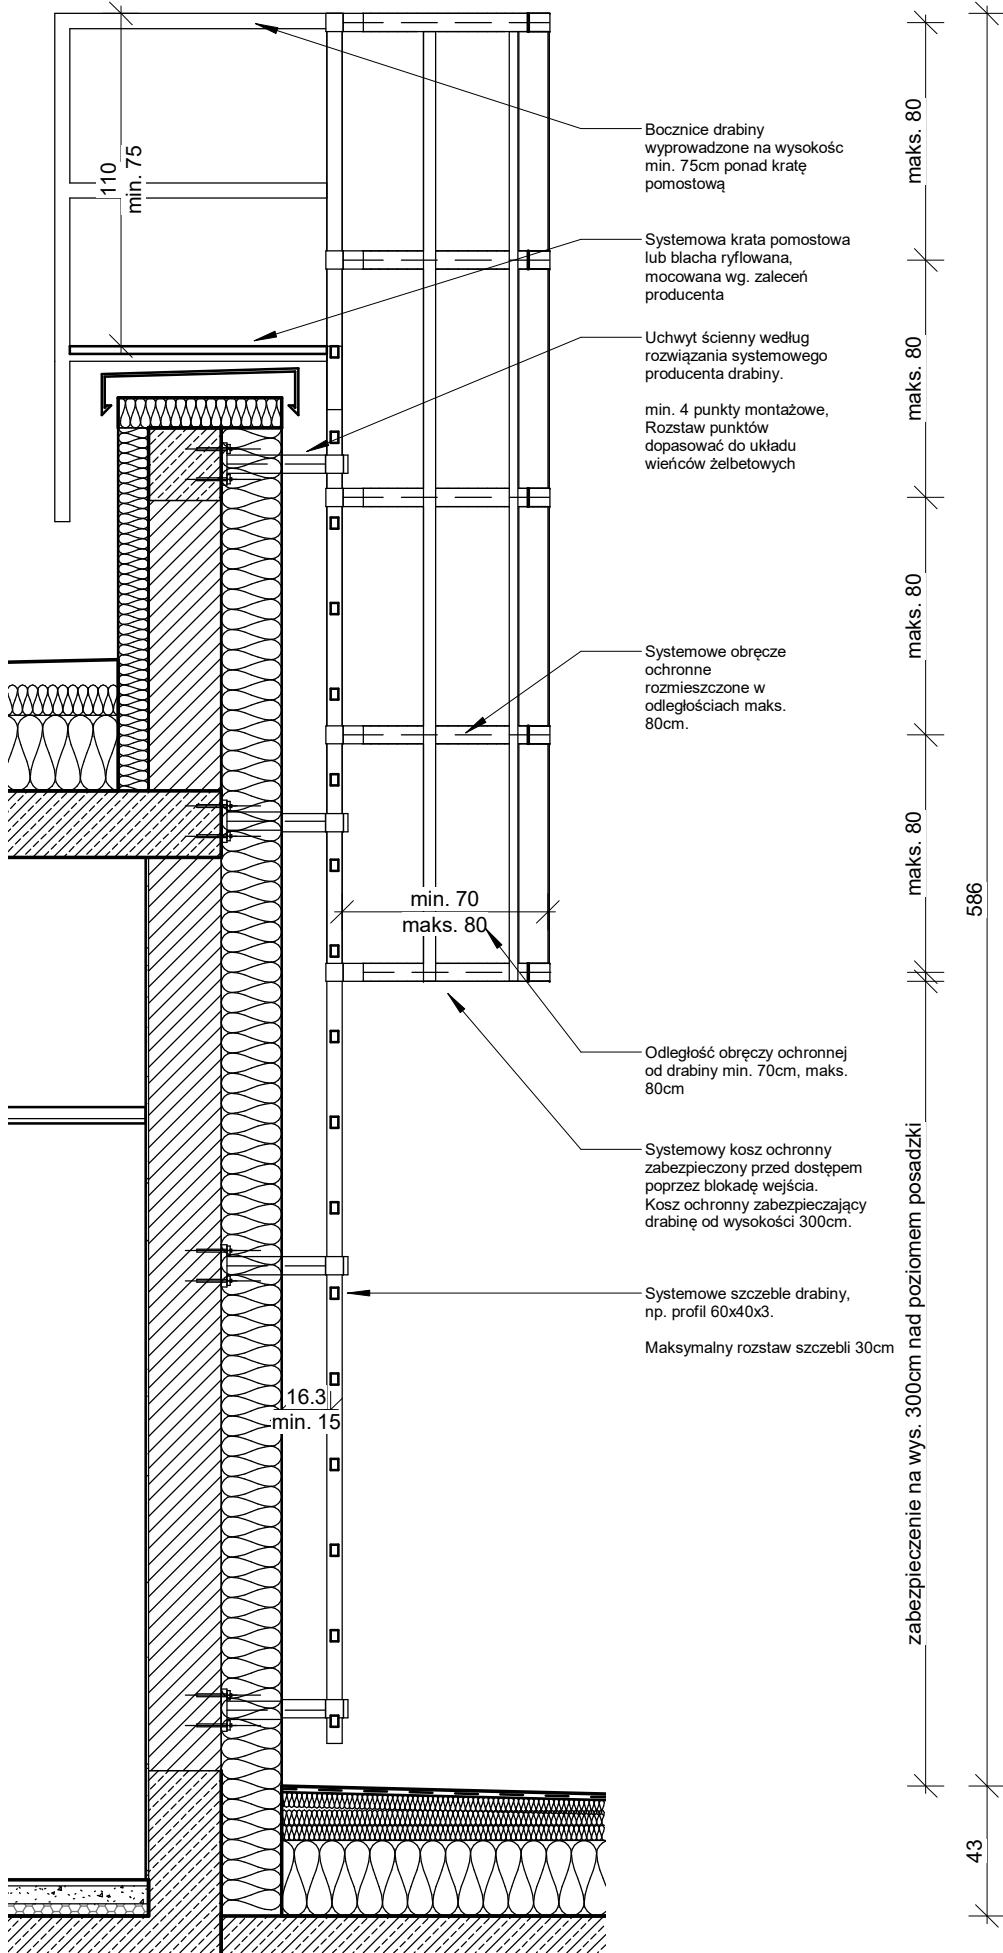 110
min. 75
Bocznice drabiny
wyprowadzone na wysokośc
min. 75cm ponad kratę
pomostową
Systemowa krata pomostowa
lub blacha ryflowana,
mocowana wg. zaleceń
producenta
Uchwyt ścienny według
rozwiązania systemowego
producenta drabiny.
min. 4 punkty montażowe,
Rozstaw punktów
dopasować do układu
wieńców żelbetowych
Systemowe obręcze
ochronne
rozmieszczone w
odległościach maks.
80cm.
min. 70
maks. 80
Odległość obręczy ochronnej
od drabiny min. 70cm, maks.
80cm
Systemowy kosz ochronny
zabezpieczony przed dostępem
poprzez blokadę wejścia.
Kosz ochronny zabezpieczający
drabinę od wysokości 300cm.
Systemowe szczeble drabiny,
np. profil 60x40x3.
Maksymalny rozstaw szczebli 30cm
16.3
min. 15
maks. 80
maks. 80
maks. 80
maks. 80
zabezpieczenie na wys. 300cm nad poziomem posadzki
586
43